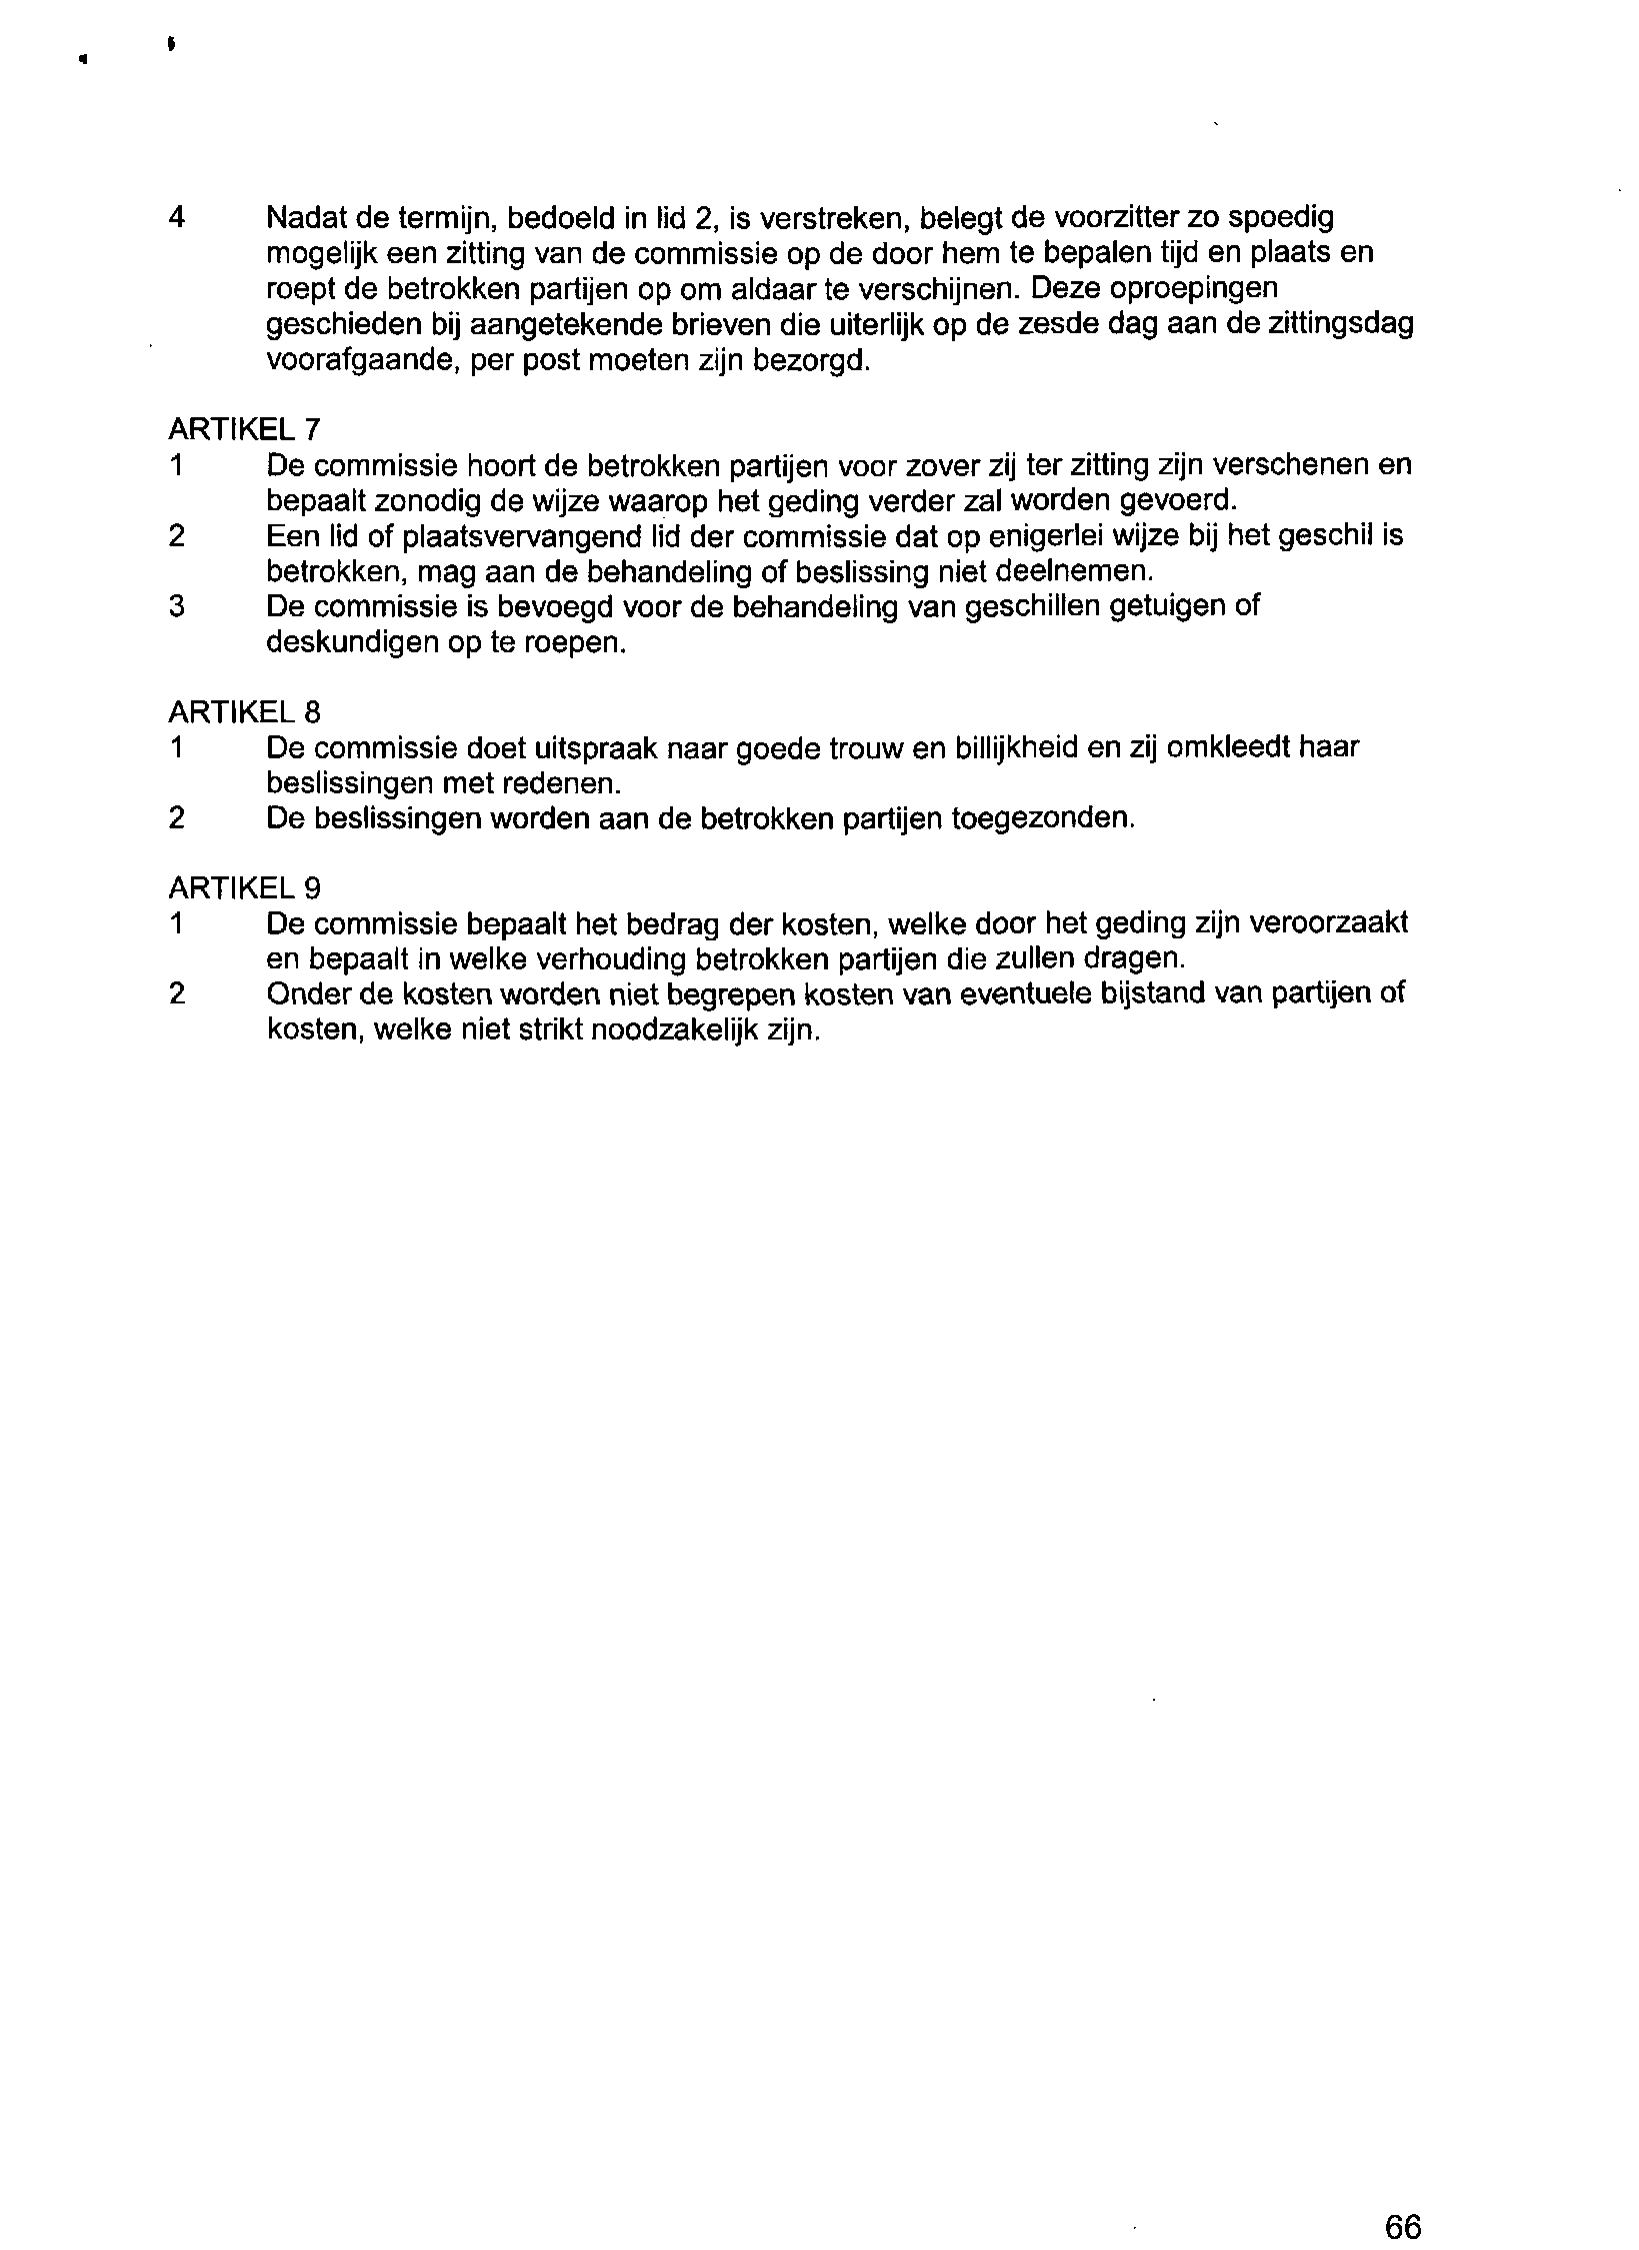 4 Nadat de termijn, bedoeld in lid 2, is verstreken, belegt de voorzitter zo spoedig
mogelijk een zitting van de commissie op de door hem te bepalen tijd en plaats en
roept de betrokken partijen op om aldaar te verschijnen. Deze oproepingen
geschieden bij aangetekende brieven die uiterlijk op de zesde dag aan de zittingsdag
voorafgaande, per post moeten zijn bezorgd.
ARTIKEL 7
1 De commissie hoort de betrokken partijen voor zover zij ter zitting zijn verschenen en
bepaalt zonodig de wijze waarop het geding verder zal worden gevoerd.
2 Een lid of plaatsvervangend lid der commissie dat op enigerlei wijze bij het geschil is
betrokken, mag aan de behandeling of beslissing niet deelnemen.
3 De commissie is bevoegd voor de behandeling van geschillen getuigen of
deskundigen op te roepen.
ARTIKEL 8
1 De commissie doet uitspraak naar goede trouw en billijkheid en zij omkleedt haar
beslissingen met redenen.
2 De beslissingen worden aan de betrokken partijen toegezonden.
ARTIKEL 9
1 De commissie bepaalt het bedrag der kosten, welke door het geding zijn veroorzaakt
en bepaalt in welke verhouding betrokken partijen die zullen dragen.
2 Onder de kosten worden niet begrepen kosten van eventuele bijstand van partijen of
kosten, welke niet strikt noodzakelijk zijn.
66